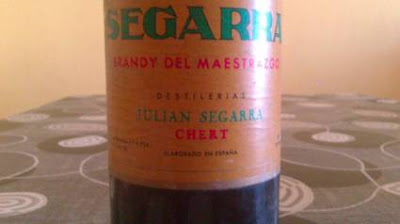 SEGARRA
BRANDY DEL MAESTRAZGO
DESTILERIAS
JULIAN SEGARRA
CHERT
ELABORADO EN ESPAÑA